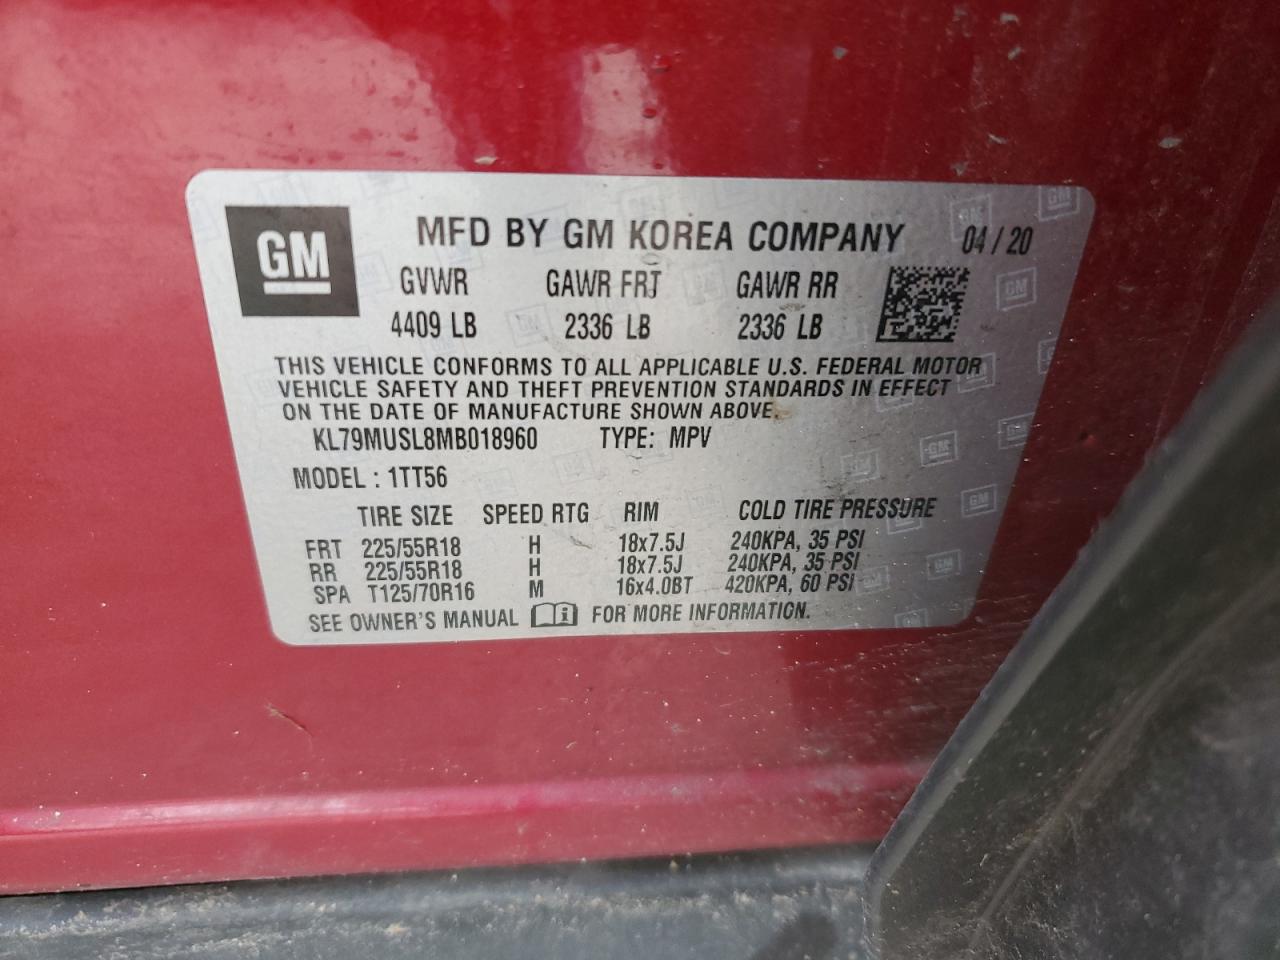 GM
MFD BY GM KOREA COMPANY 04 / 20
GVWR GAWR FRT GAWR RR
4409 LB 2336 LB 2336 LB
THIS VEHICLE CONFORMS TO ALL APPLICABLE U.S. FEDERAL MOTOR
VEHICLE SAFETY AND THEFT PREVENTION STANDARDS IN EFFECT
ON THE DATE OF MANUFACTURE SHOWN ABOVE.
KL79MUSL8MB018960 TYPE: MPV
MODEL : 1TT56
TIRE SIZE SPEED RTG RIM COLD TIRE PRESSURE
FRT 225/55R18 H 18x7.5J 240KPA, 35 PSI
RR 225/55R18 H 18x7.5J 240KPA, 35 PSI
SPA T125/70R16 M 16x4.0BT 420KPA, 60 PSI
SEE OWNER'S MANUAL FOR MORE INFORMATION.